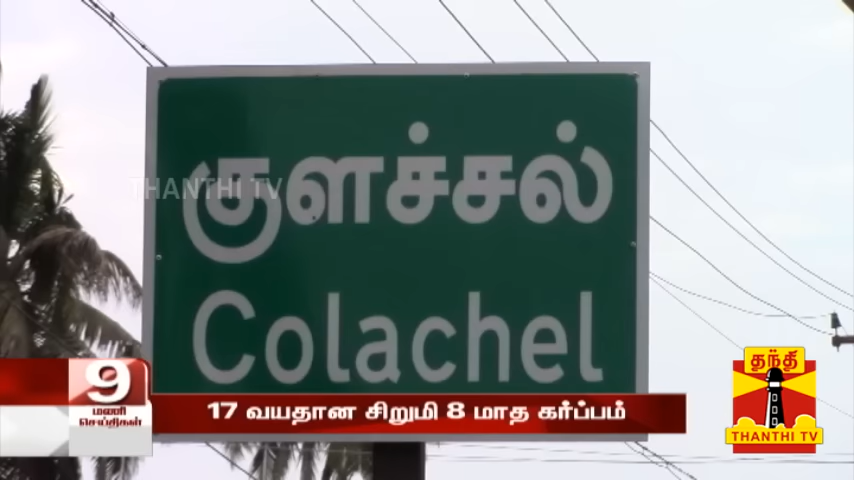 குளச்சல்
THANTHI TV
Colachel
9
மணி
செய்திகள்
17 வயதான சிறுமி 8 மாத கர்ப்பம்
தந்தி
THANTHI TV